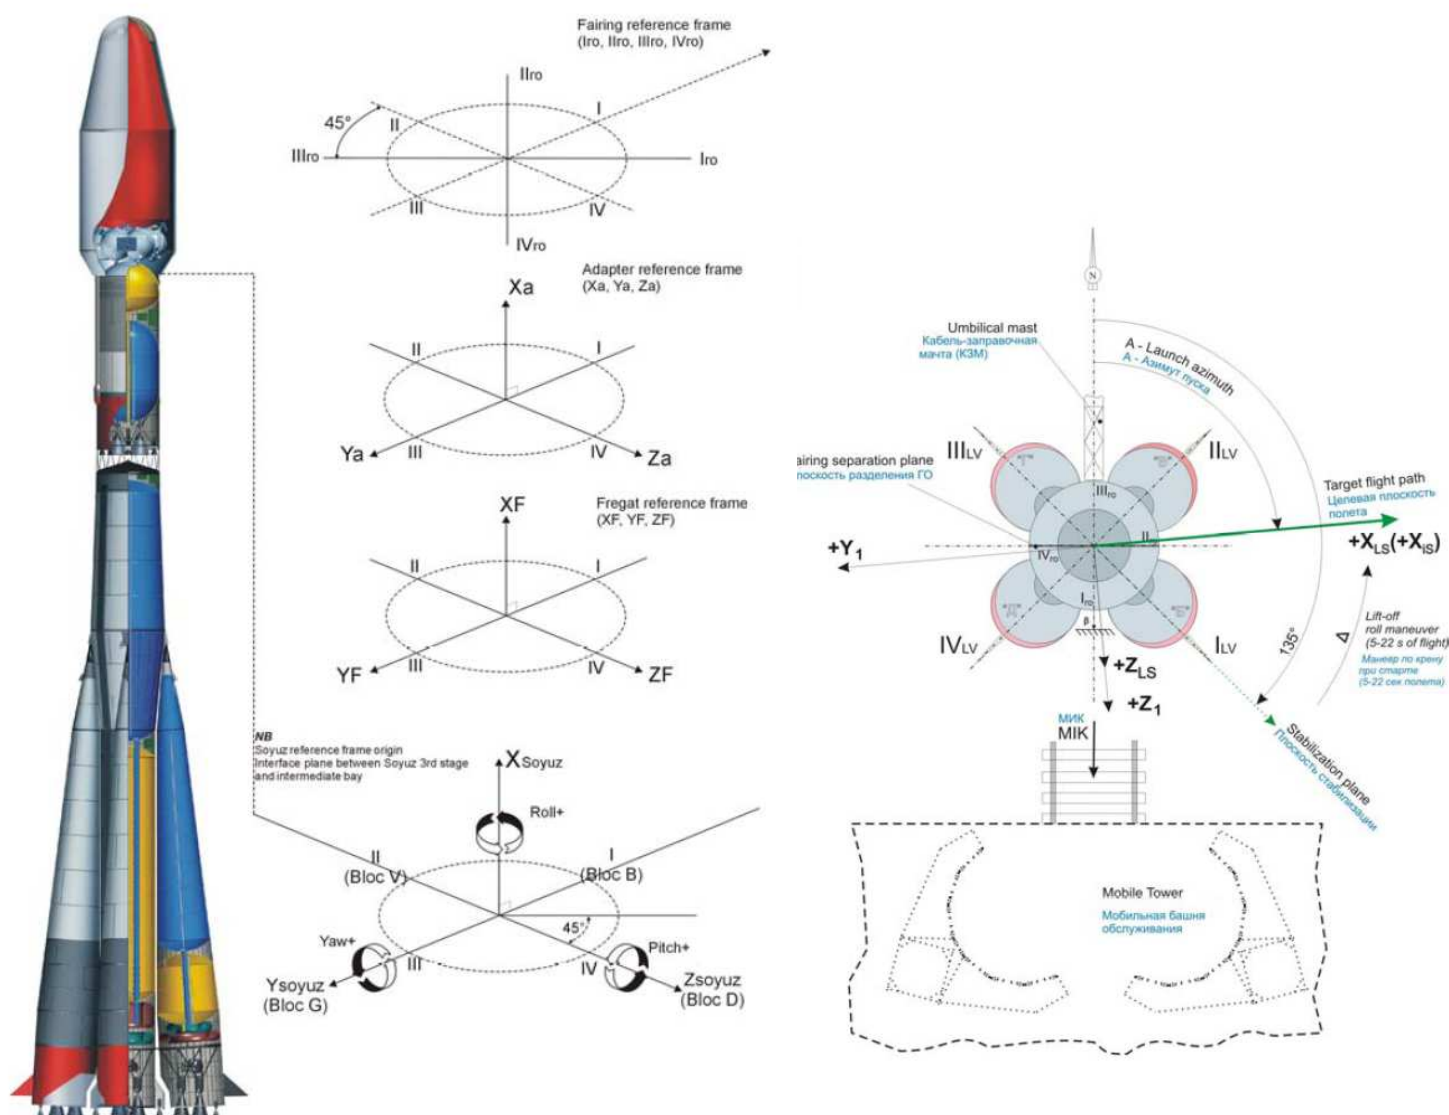 Fairing reference frame
(Iro, IIro, IIIro, IVro)
IIro
I
45°
II
IIIro
Iro
III
IV
IVro
Adapter reference frame
(Xa, Ya, Za)
Xa
II
I
Ya
III
IV
Za
Fregat reference frame
(XF, YF, ZF)
XF
II
I
YF
III
IV
ZF
NB
Soyuz reference frame origin
Interface plane between Soyuz 3rd stage
and intermediate bay
XSoyuz
Roll+
II
(Bloc V)
I
(Bloc B)
45°
Yaw+
III
IV
Pitch+
Ysoyuz
(Bloc G)
Zsoyuz
(Bloc D)
N
Umbilical mast
Кабель-заправочная
мачта (КЗМ)
A - Launch azimuth
А - Азимут пуска
IIILV
IILV
airing separation plane
лоскость разделения ГО
IIIro
Target flight path
Целевая плоскость
полета
+Y1
IVro
+XLS(+XiS)
Iro
β
IVLV
ILV
135°
Δ
Lift-off
roll maneuver
(5-22 s of flight)
Маневр по крену
при старте
(5-22 сек полета)
+ZLS
+Z1
МИК
MIK
Stabilization plane
Плоскость стабилизации
Mobile Tower
Мобильная башня
обслуживания